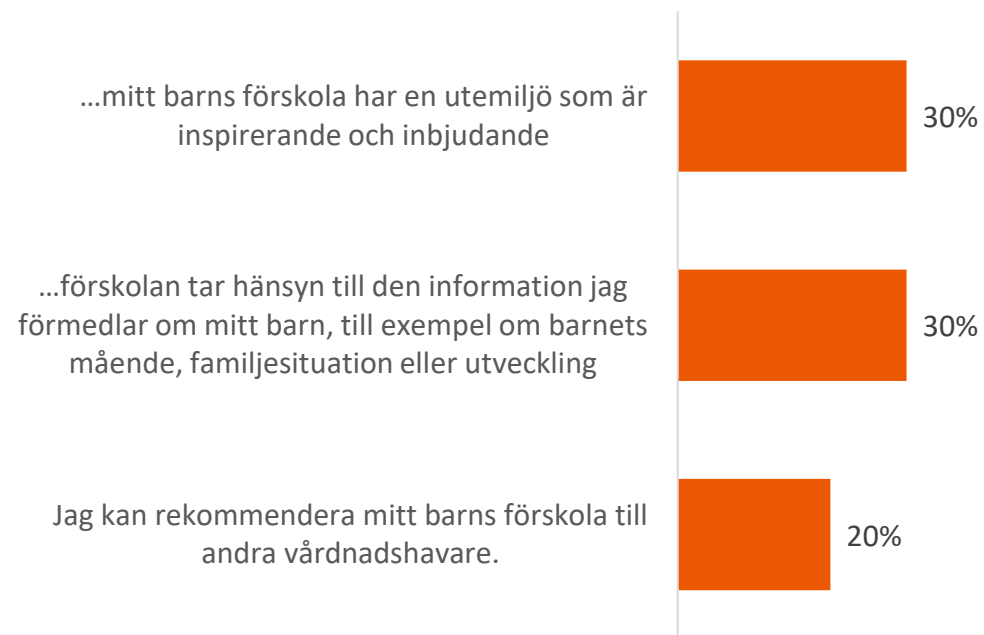 ...mitt barns förskola har en utemiljö som är
inspirerande och inbjudande
30%
...förskolan tar hänsyn till den information jag
förmedlar om mitt barn, till exempel om barnets
mående, familjesituation eller utveckling
30%
Jag kan rekommendera mitt barns förskola till
andra vårdnadshavare.
20%